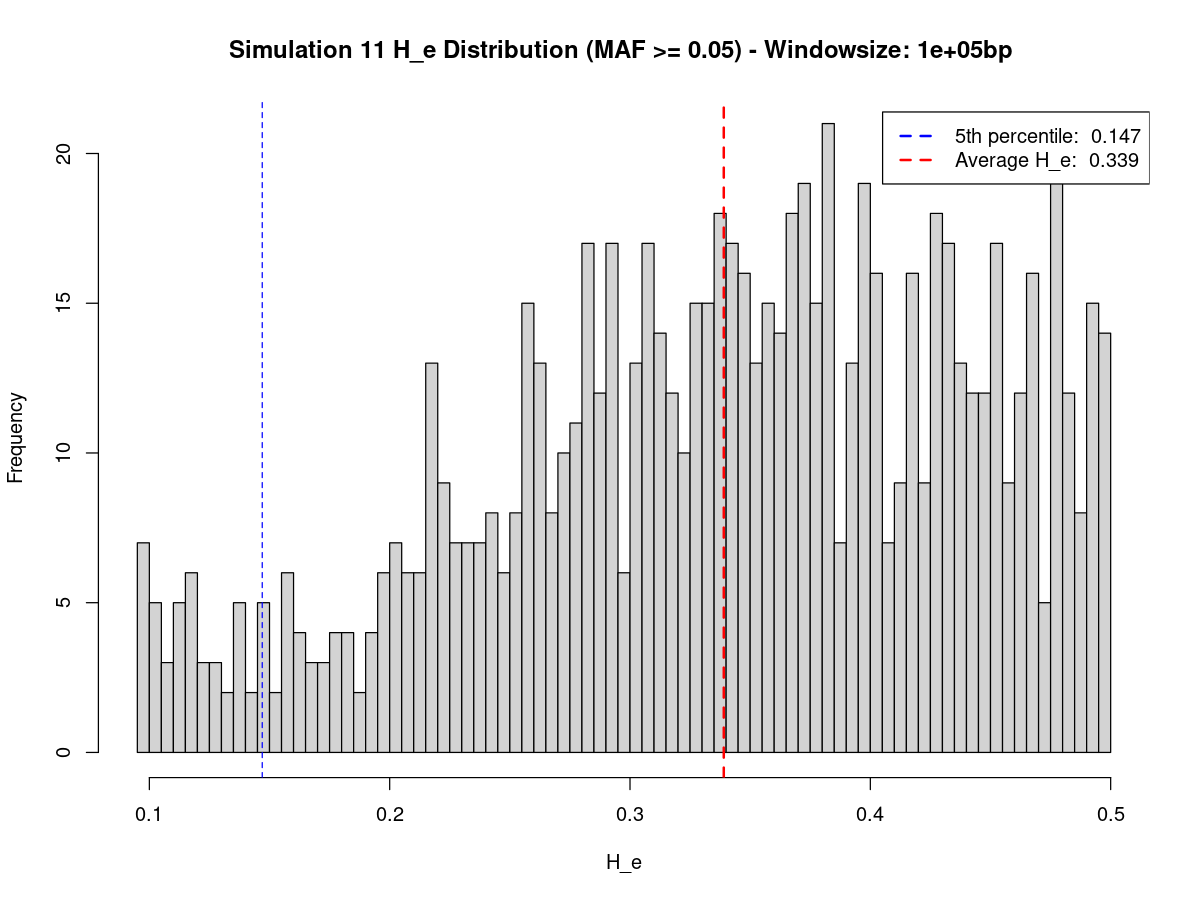 Simulation 11 H_e Distribution (MAF >= 0.05) - Windowsize: 1e+05bp
5th percentile:  0.147
Average H_e:  0.339
Frequency
20
15
10
5
0
0.1 0.2 0.3 0.4 0.5
H_e